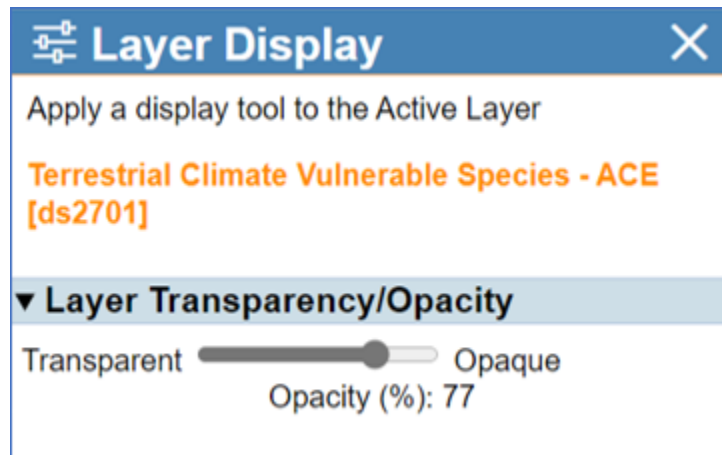 Layer Display
Apply a display tool to the Active Layer
Terrestrial Climate Vulnerable Species - ACE
[ds2701]
Layer Transparency/Opacity
Transparent Opaque
Opacity (%): 77